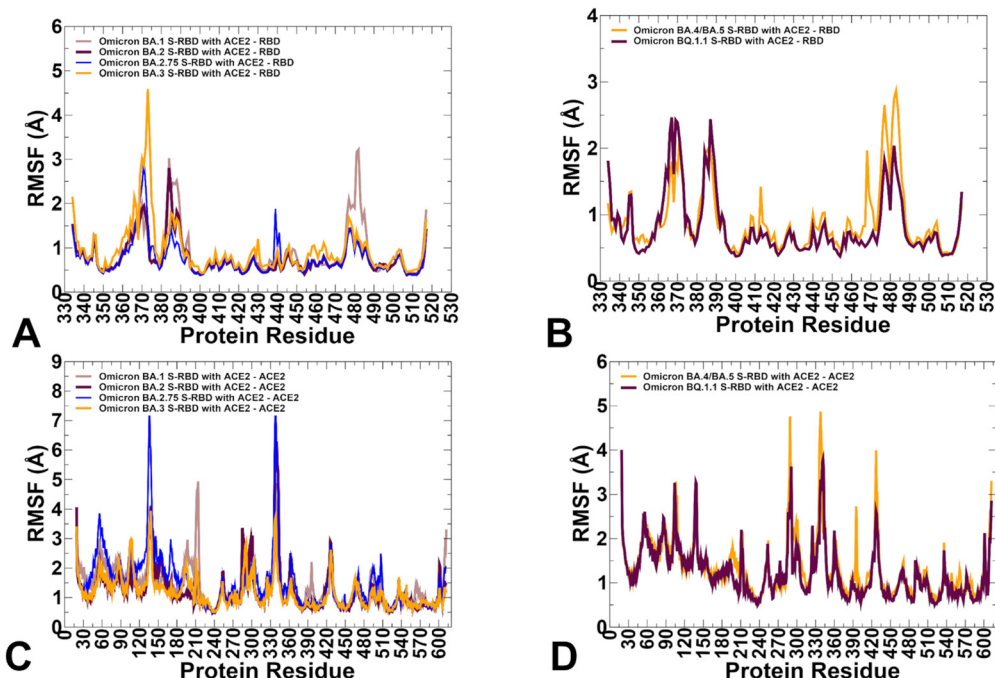 6
5
4
3
2
1
0
RMSF (Å)
Omicron BA.1 S-RBD with ACE2 - RBD
Omicron BA.2 S-RBD with ACE2 - RBD
Omicron BA.2.75 S-RBD with ACE2 - RBD
Omicron BA.3 S-RBD with ACE2 - RBD
330 340 350 360 370 380 390 400 410 420 430 440 450 460 470 480 490 500 510 520 530
Protein Residue
A
4
3
2
1
0
RMSF (Å)
Omicron BA.4/BA.5 S-RBD with ACE2 - RBD
Omicron BQ.1.1 S-RBD with ACE2 - RBD
330 340 350 360 370 380 390 400 410 420 430 440 450 460 470 480 490 500 510 520 530
Protein Residue
B
9
8
7
6
5
4
3
2
1
0
RMSF (Å)
Omicron BA.1 S-RBD with ACE2 - ACE2
Omicron BA.2 S-RBD with ACE2 - ACE2
Omicron BA.2.75 S-RBD with ACE2 - ACE2
Omicron BA.3 S-RBD with ACE2 - ACE2
0 30 60 90 120 150 180 210 240 270 300 330 360 390 420 450 480 510 540 570 600
Protein Residue
C
6
5
4
3
2
1
0
RMSF (Å)
Omicron BA.4/BA.5 S-RBD with ACE2 - ACE2
Omicron BQ.1.1 S-RBD with ACE2 - ACE2
0 30 60 90 120 150 180 210 240 270 300 330 360 390 420 450 480 510 540 570 600
Protein Residue
D